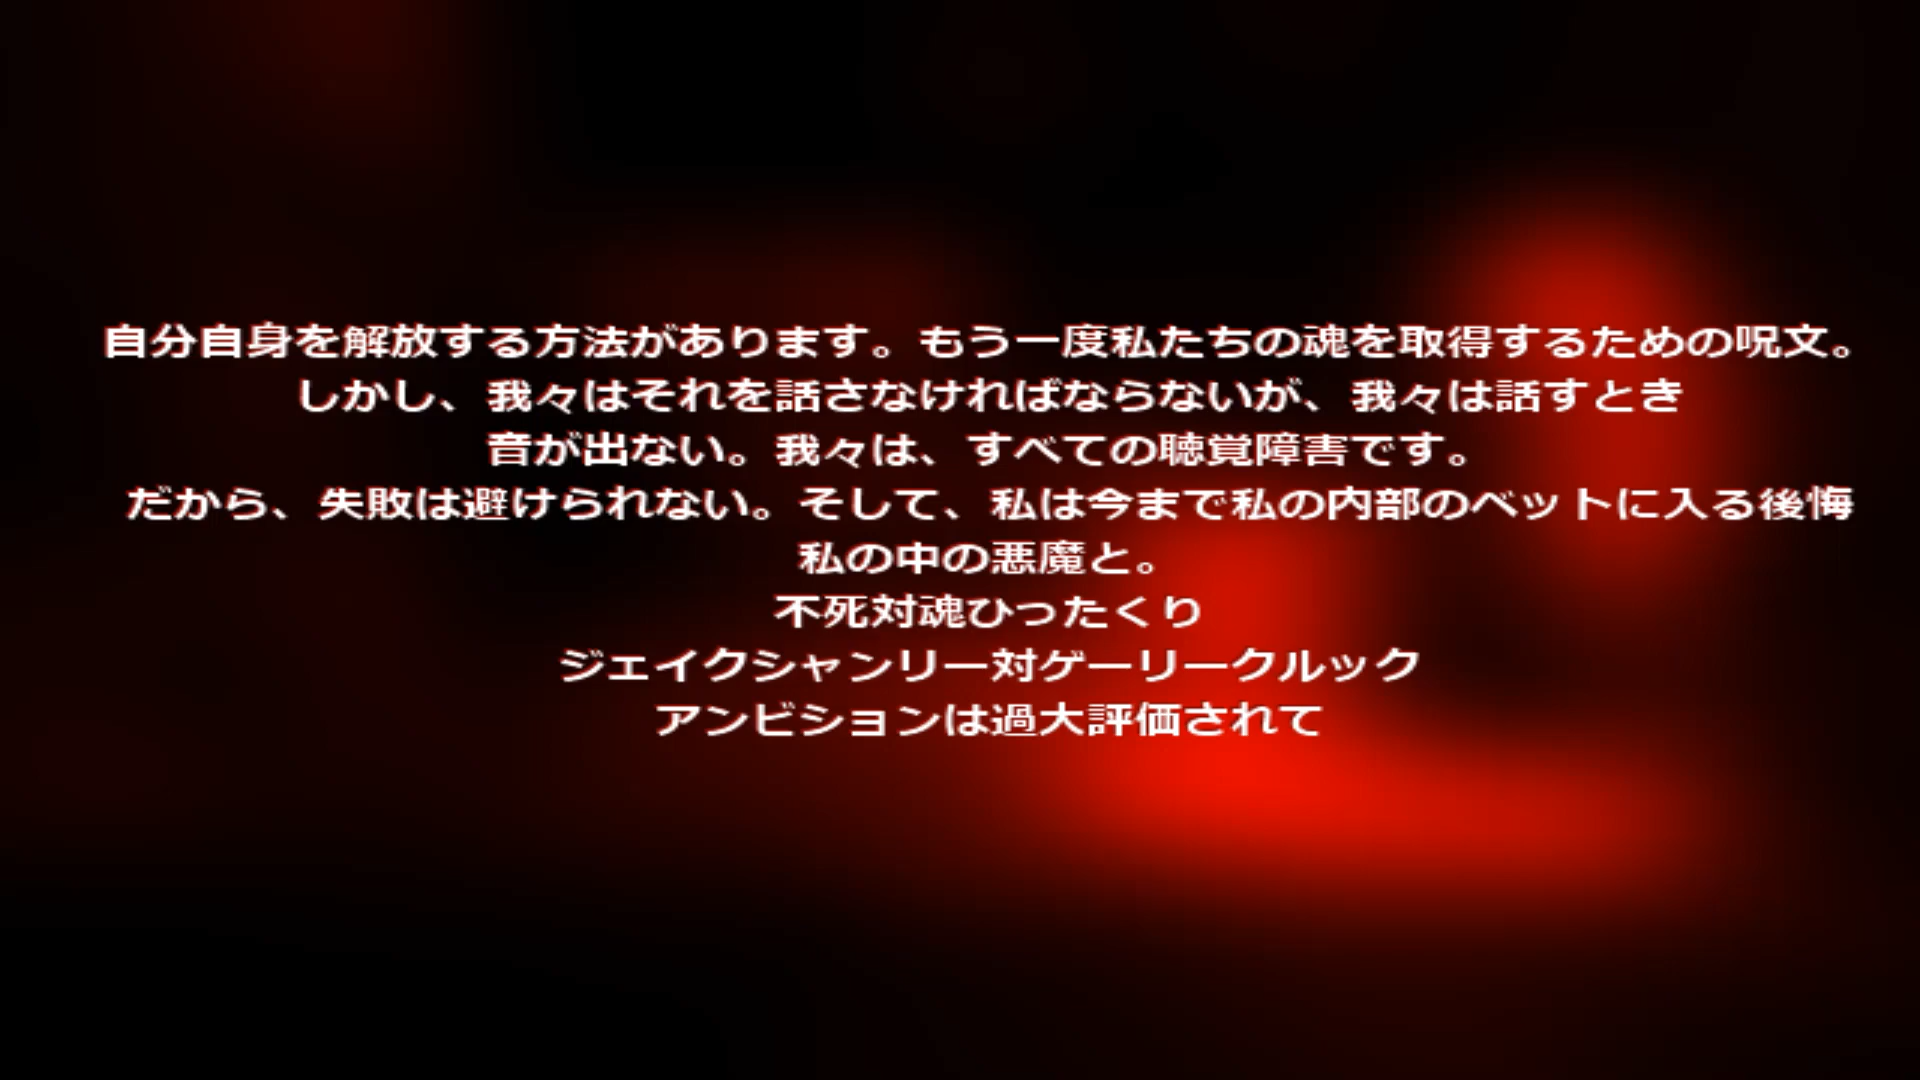 自分自身を解放する方法があります。もう一度私たちの魂を取得するための呪文。
しかし、我々はそれを話さなければならないが、我々は話すとき
音が出ない。我々は、すべての聴覚障害です。
だから、失敗は避けられない。そして、私は今まで私の内部のベットに入る後悔
私の中の悪魔と。
不死対魂ひったくり
ジェイクシャンリー対ゲーリークルック
アンビションは過大評価されて